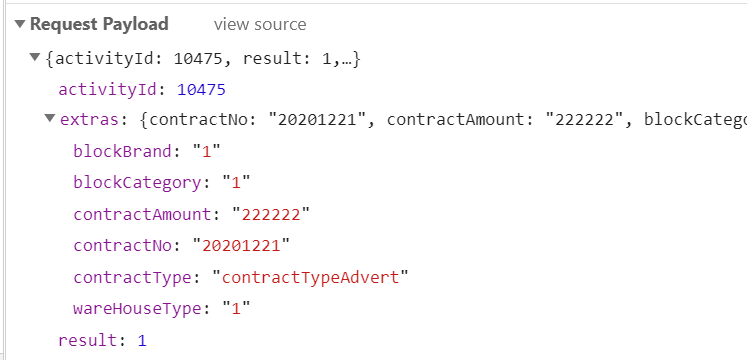 Request Payload view source
{activityId: 10475, result: 1,…}
activityId: 10475
extras: {contractNo: "20201221", contractAmount: "222222", blockCatego
blockBrand: "1"
blockCategory: "1"
contractAmount: "222222"
contractNo: "20201221"
contractType: "contractTypeAdvert"
wareHouseType: "1"
result: 1